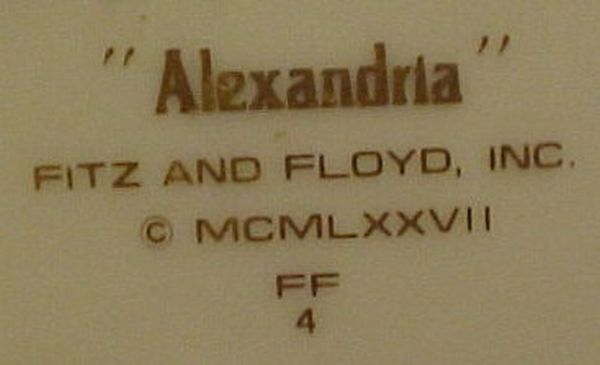 "Alexandria"
FITZ AND FLOYD, INC.
© MCMLXXVII
FF
4